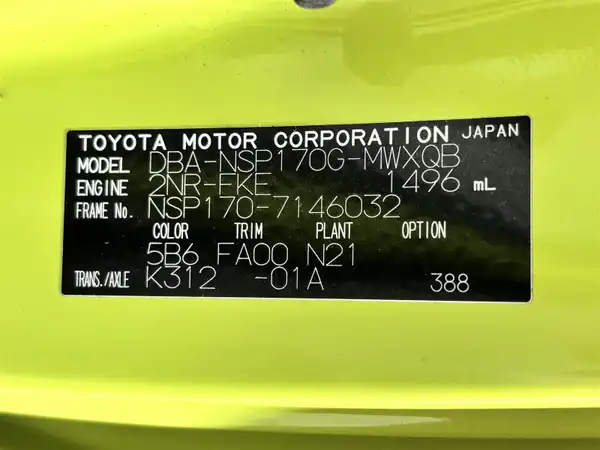 TOYOTA MOTOR CORPORATION JAPAN
MODEL DBA-NSP170G-MWXQB
ENGINE 2NR-FKE 1496 mL
FRAME No. NSP170-7146032
COLOR TRIM PLANT OPTION
5B6 FA00 N21
TRANS./AXLE K312 -01A 388